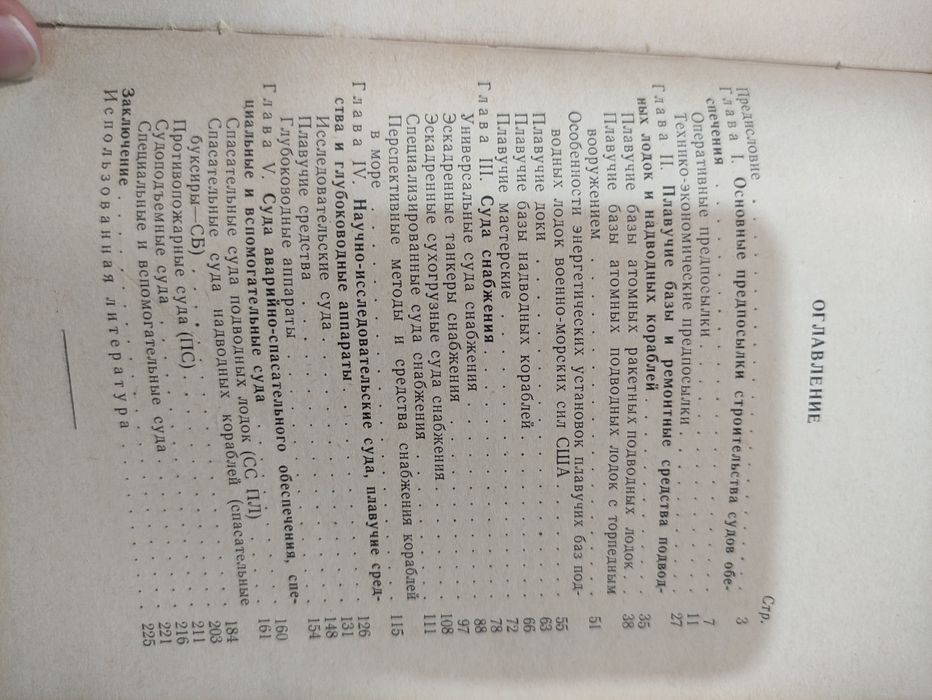 ОГЛАВЛЕНИЕ
Стр.
Предисловие . . . . . . . . . . . . . . . . 3
Глава I. Основные предпосылки строительства судов обе-
спечения . . . . . . . . . . . . . . . . 7
Оперативные предпосылки . . . . . . . . . . . 11
Технико-экономические предпосылки . . . . . . . . 27
Глава II. Плавучие базы и ремонтные средства подвод-
ных лодок и надводных кораблей . . . . . . . . . 35
Плавучие базы атомных ракетных подводных лодок . . 38
Плавучие базы атомных подводных лодок с торпедным
вооружением . . . . . . . . . . . . . . . 51
Особенности энергетических установок плавучих баз под-
водных лодок военно-морских сил США . . . . . . 55
Плавучие доки . . . . . . . . . . . . . . . 63
Плавучие базы надводных кораблей . . . . . . . . 66
Плавучие мастерские . . . . . . . . . . . . . 72
Глава III. Суда снабжения . . . . . . . . . . . 78
Универсальные суда снабжения . . . . . . . . . . 88
Эскадренные танкеры снабжения . . . . . . . . . 97
Эскадренные сухогрузные суда снабжения . . . . . . 108
Специализированные суда снабжения . . . . . . . . 111
Перспективные методы и средства снабжения кораблей
в море . . . . . . . . . . . . . . . . . 115
Глава IV. Научно-исследовательские суда, плавучие сред-
ства и глубоководные аппараты . . . . . . . . . 126
Исследовательские суда . . . . . . . . . . . . 131
Плавучие средства . . . . . . . . . . . . . . 148
Глубоководные аппараты . . . . . . . . . . . . 154
Глава V. Суда аварийно-спасательного обеспечения, спе-
циальные и вспомогательные суда . . . . . . . . 160
Спасательные суда подводных лодок (СС ПЛ) . . . . 161
Спасательные суда надводных кораблей (спасательные
буксиры—СБ) . . . . . . . . . . . . . . . 184
Противопожарные суда (ПС) . . . . . . . . . . . 203
Судоподъемные суда . . . . . . . . . . . . . 211
Специальные и вспомогательные суда . . . . . . . . 216
Заключение . . . . . . . . . . . . . . . . 221
Использованная литература . . . . . . . . . . . 225